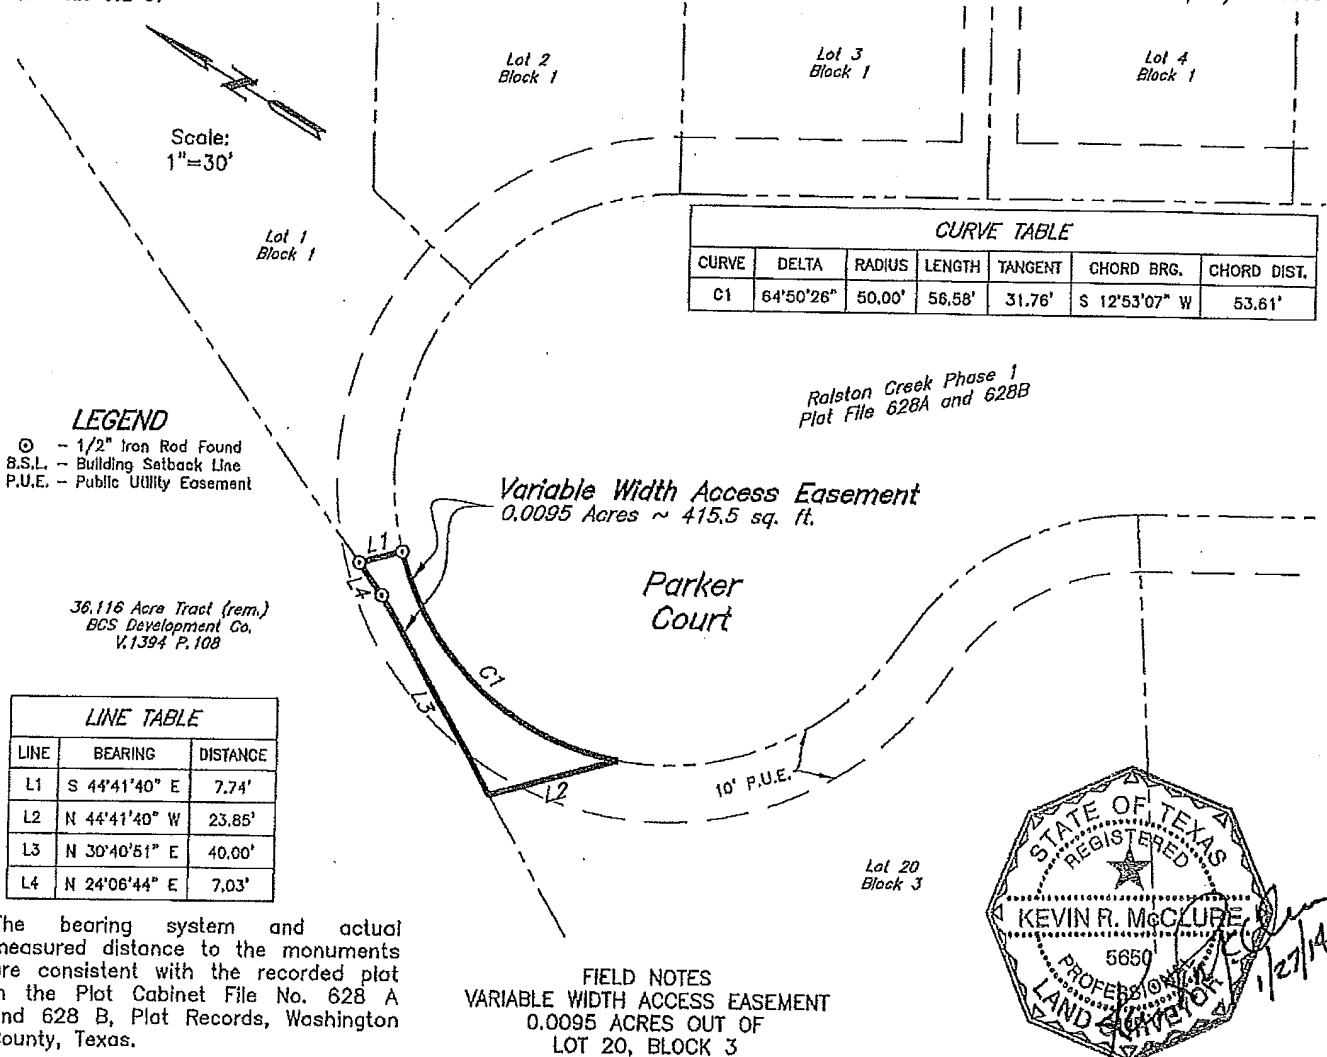 Lot 2
Block 1
Lot 3
Block 1
Lot 4
Block 1
N
Scale:
1"=30'
Lot 1
Block 1
CURVE TABLE
CURVE DELTA RADIUS LENGTH TANGENT CHORD BRG. CHORD DIST.
C1 64°50'26" 50.00' 56.58' 31.76' S 12°53'07" W 53.61'
Ralston Creek Phase 1
Plat File 628A and 628B
LEGEND
⊙ - 1/2" Iron Rod Found
B.S.L. - Building Setback Line
P.U.E. - Public Utility Easement
Variable Width Access Easement
0.0095 Acres ~ 415.5 sq. ft.
L1
L4
Parker
Court
36.116 Acre Tract (rem.)
BCS Development Co.
V.1394 P.108
C1
L3
L2
10' P.U.E.
LINE TABLE
LINE BEARING DISTANCE
L1 S 44°41'40" E 7.74'
L2 N 44°41'40" W 23.85'
L3 N 30°40'51" E 40.00'
L4 N 24°06'44" E 7.03'
Lot 20
Block 3
STATE OF TEXAS
REGISTERED
KEVIN R. McCLURE
5650
PROFESSIONAL
LAND SURVEYOR
1/27/14
bearing system and actual
measured distance to the monuments
consistent with the recorded plat
the Plat Cabinet File No. 628 A
628 B, Plat Records, Washington
Texas.
FIELD NOTES
VARIABLE WIDTH ACCESS EASEMENT
0.0095 ACRES OUT OF
LOT 20, BLOCK 3